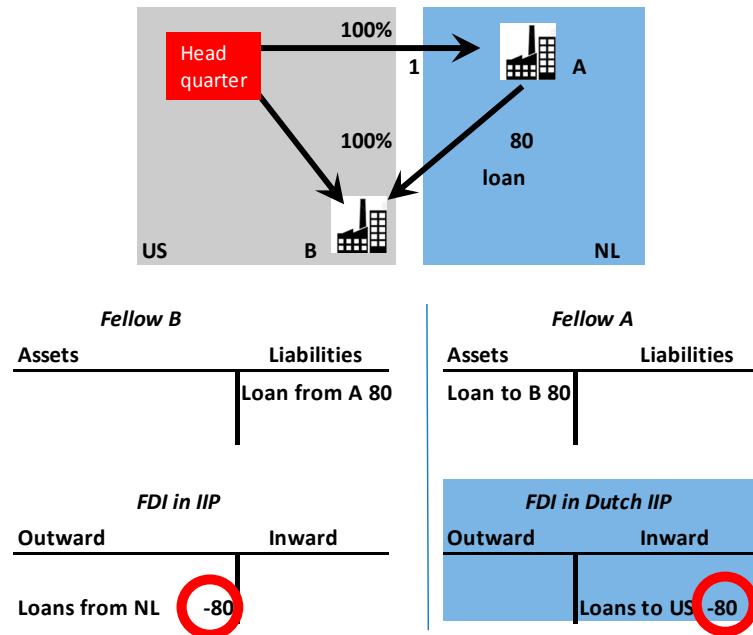 100%
Head
quarter
1
A
100%
80
loan
US
B
NL
Fellow B
Fellow A
Assets Liabilities
Assets Liabilities
Loan from A 80
Loan to B 80
FDI in IIP
FDI in Dutch IIP
Outward Inward
Outward Inward
Loans from NL -80
Loans to US -80